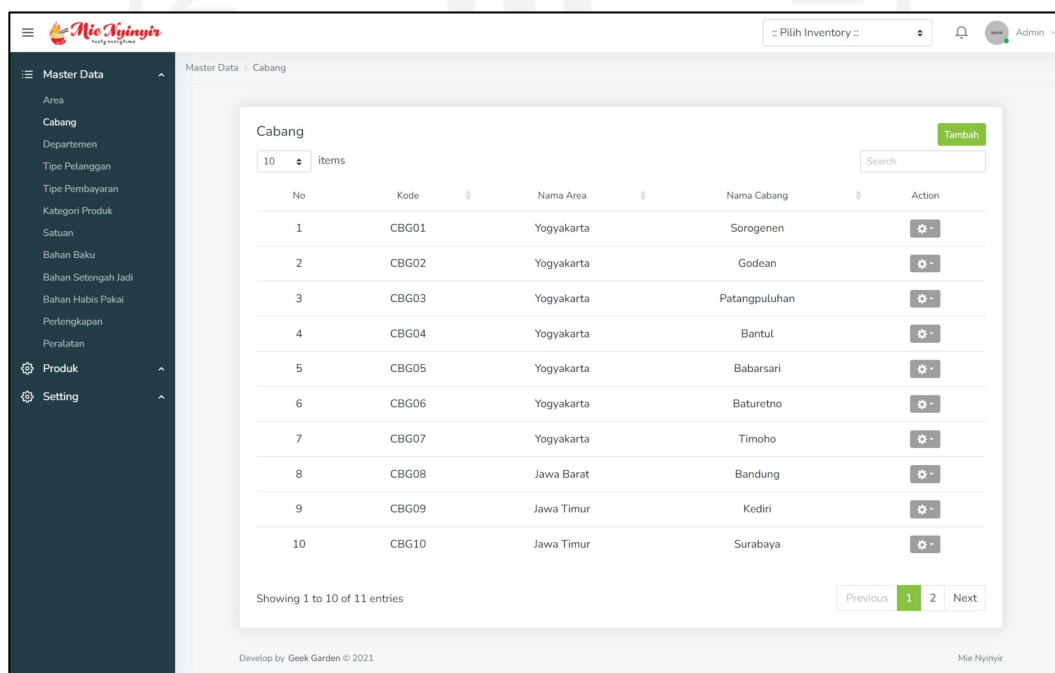 Mie Nyinyir
tasty everytime
:: Pilih Inventory ::
Admin
Master Data
Area
Cabang
Departemen
Tipe Pelanggan
Tipe Pembayaran
Kategori Produk
Satuan
Bahan Baku
Bahan Setengah Jadi
Bahan Habis Pakai
Perlengkapan
Peralatan
Produk
Setting
Master Data > Cabang
Cabang
Tambah
10 items
Search
No Kode Nama Area Nama Cabang Action
1 CBG01 Yogyakarta Sorogenen
2 CBG02 Yogyakarta Godean
3 CBG03 Yogyakarta Patangpuluhan
4 CBG04 Yogyakarta Bantul
5 CBG05 Yogyakarta Babarsari
6 CBG06 Yogyakarta Baturetno
7 CBG07 Yogyakarta Timoho
8 CBG08 Jawa Barat Bandung
9 CBG09 Jawa Timur Kediri
10 CBG10 Jawa Timur Surabaya
Showing 1 to 10 of 11 entries
Previous 1 2 Next
Develop by Geek Garden © 2021
Mie Nyinyir